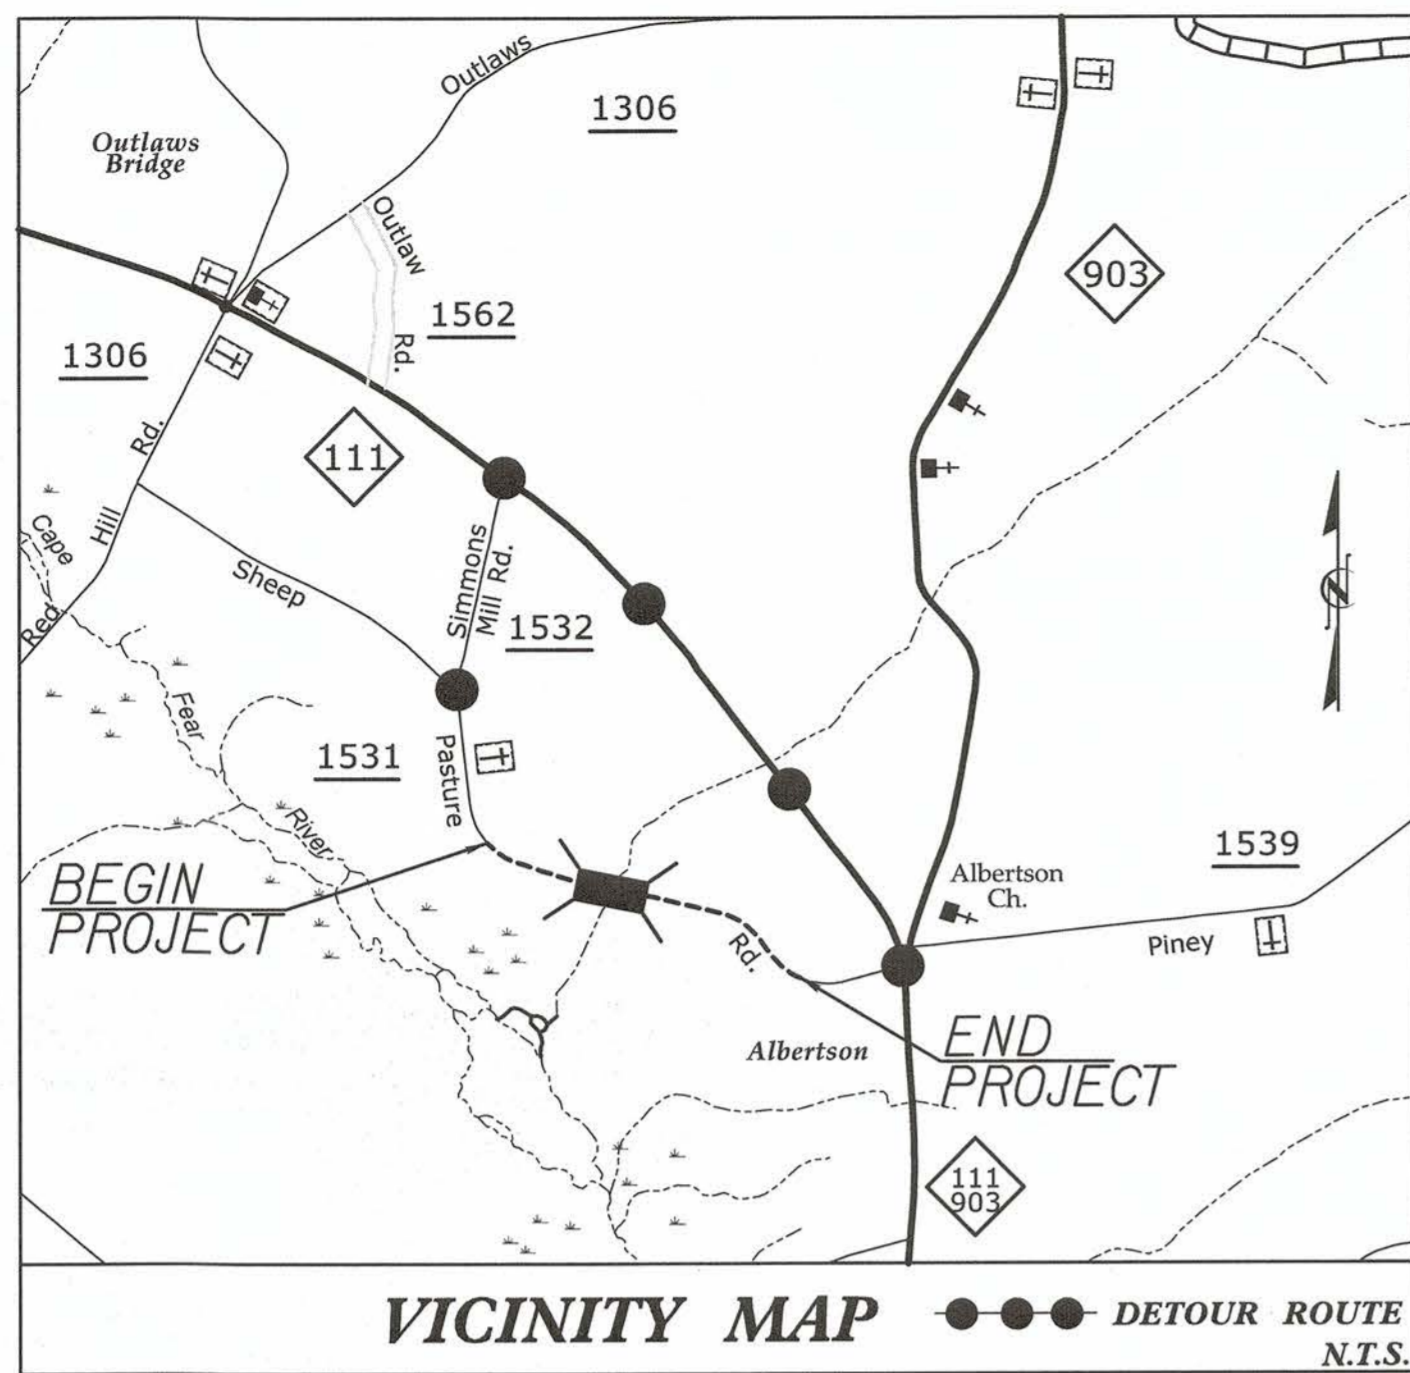 Outlaws
1306
Outlaws
Bridge
Outlaw
Rd.
903
1562
1306
Rd.
111
Hill
Cape
Red
Sheep
Simmons
Mill Rd.
1532
Fear
1531
Pasture
River
1539
BEGIN
PROJECT
Albertson
Ch.
Piney
Rd.
Albertson
END
PROJECT
N
111
903
VICINITY MAP
DETOUR ROUTE
N.T.S.